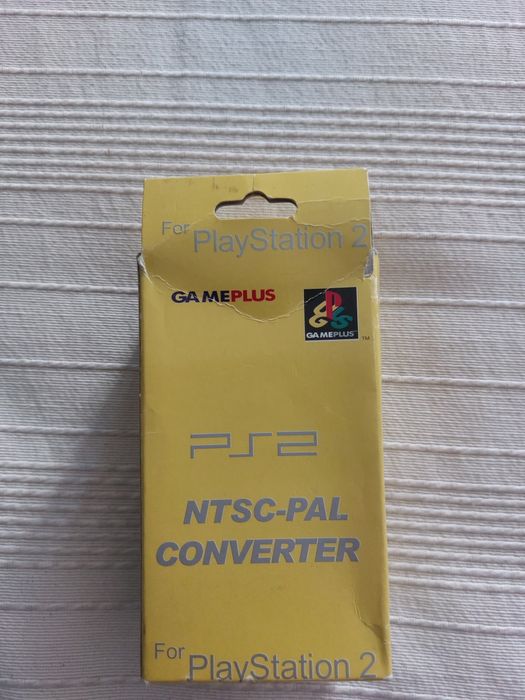 For PlayStation 2
GAMEPLUS
GAMEPLUS TM
PS2
NTSC-PAL
CONVERTER
For PlayStation 2